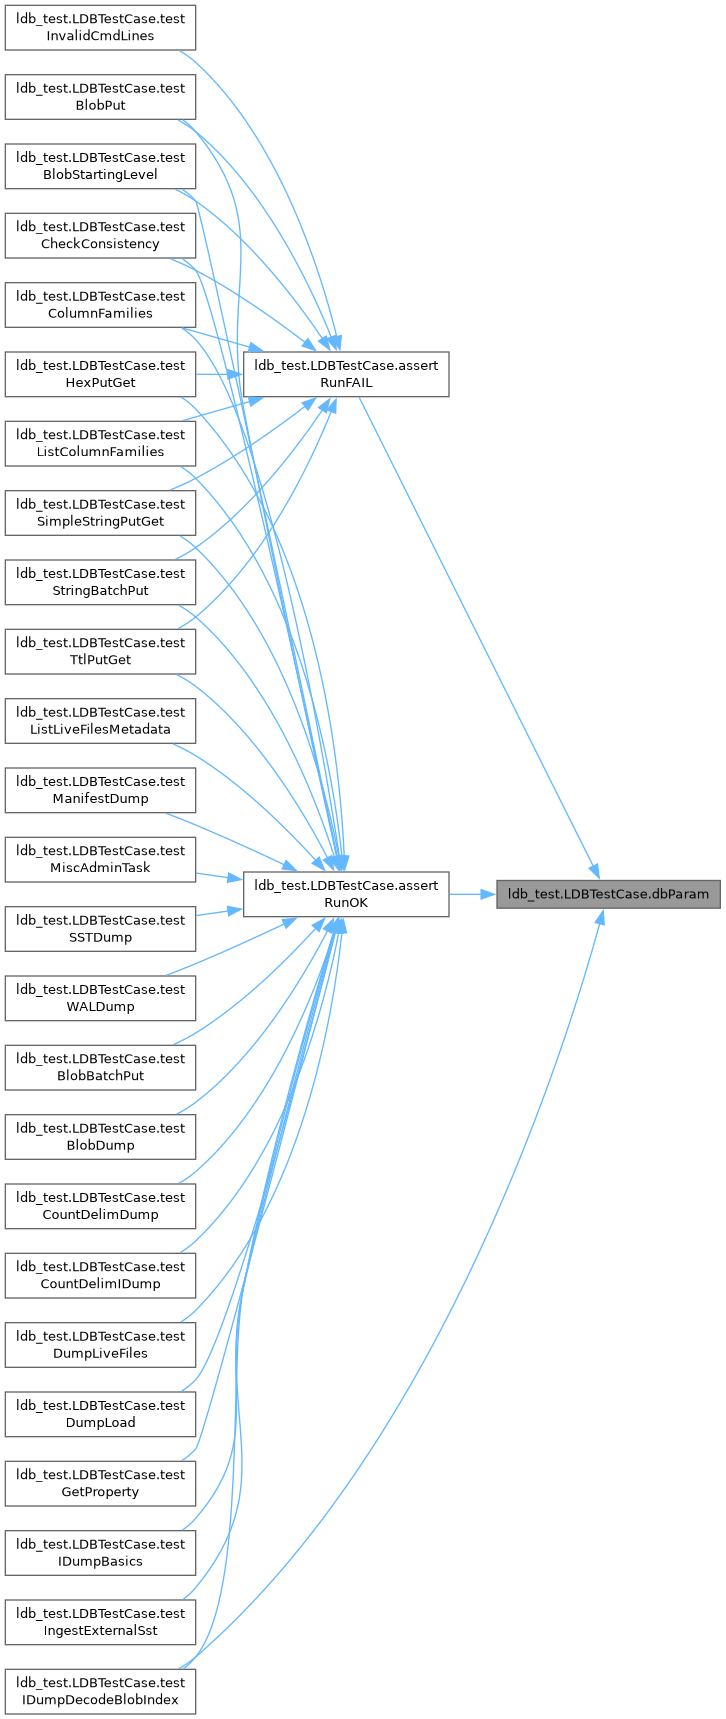 ldb_test.LDBTestCase.test
InvalidCmdLines
ldb_test.LDBTestCase.test
BlobPut
ldb_test.LDBTestCase.test
BlobStartingLevel
ldb_test.LDBTestCase.test
CheckConsistency
ldb_test.LDBTestCase.test
ColumnFamilies
ldb_test.LDBTestCase.test
HexPutGet
ldb_test.LDBTestCase.test
ListColumnFamilies
ldb_test.LDBTestCase.test
SimpleStringPutGet
ldb_test.LDBTestCase.test
StringBatchPut
ldb_test.LDBTestCase.test
TtlPutGet
ldb_test.LDBTestCase.test
ListLiveFilesMetadata
ldb_test.LDBTestCase.test
ManifestDump
ldb_test.LDBTestCase.test
MiscAdminTask
ldb_test.LDBTestCase.test
SSTDump
ldb_test.LDBTestCase.test
WALDump
ldb_test.LDBTestCase.test
BlobBatchPut
ldb_test.LDBTestCase.test
BlobDump
ldb_test.LDBTestCase.test
CountDelimDump
ldb_test.LDBTestCase.test
CountDelimIDump
ldb_test.LDBTestCase.test
DumpLiveFiles
ldb_test.LDBTestCase.test
DumpLoad
ldb_test.LDBTestCase.test
GetProperty
ldb_test.LDBTestCase.test
IDumpBasics
ldb_test.LDBTestCase.test
IngestExternalSst
ldb_test.LDBTestCase.test
IDumpDecodeBlobIndex
ldb_test.LDBTestCase.assert
RunFAIL
ldb_test.LDBTestCase.assert
RunOK
ldb_test.LDBTestCase.dbParam